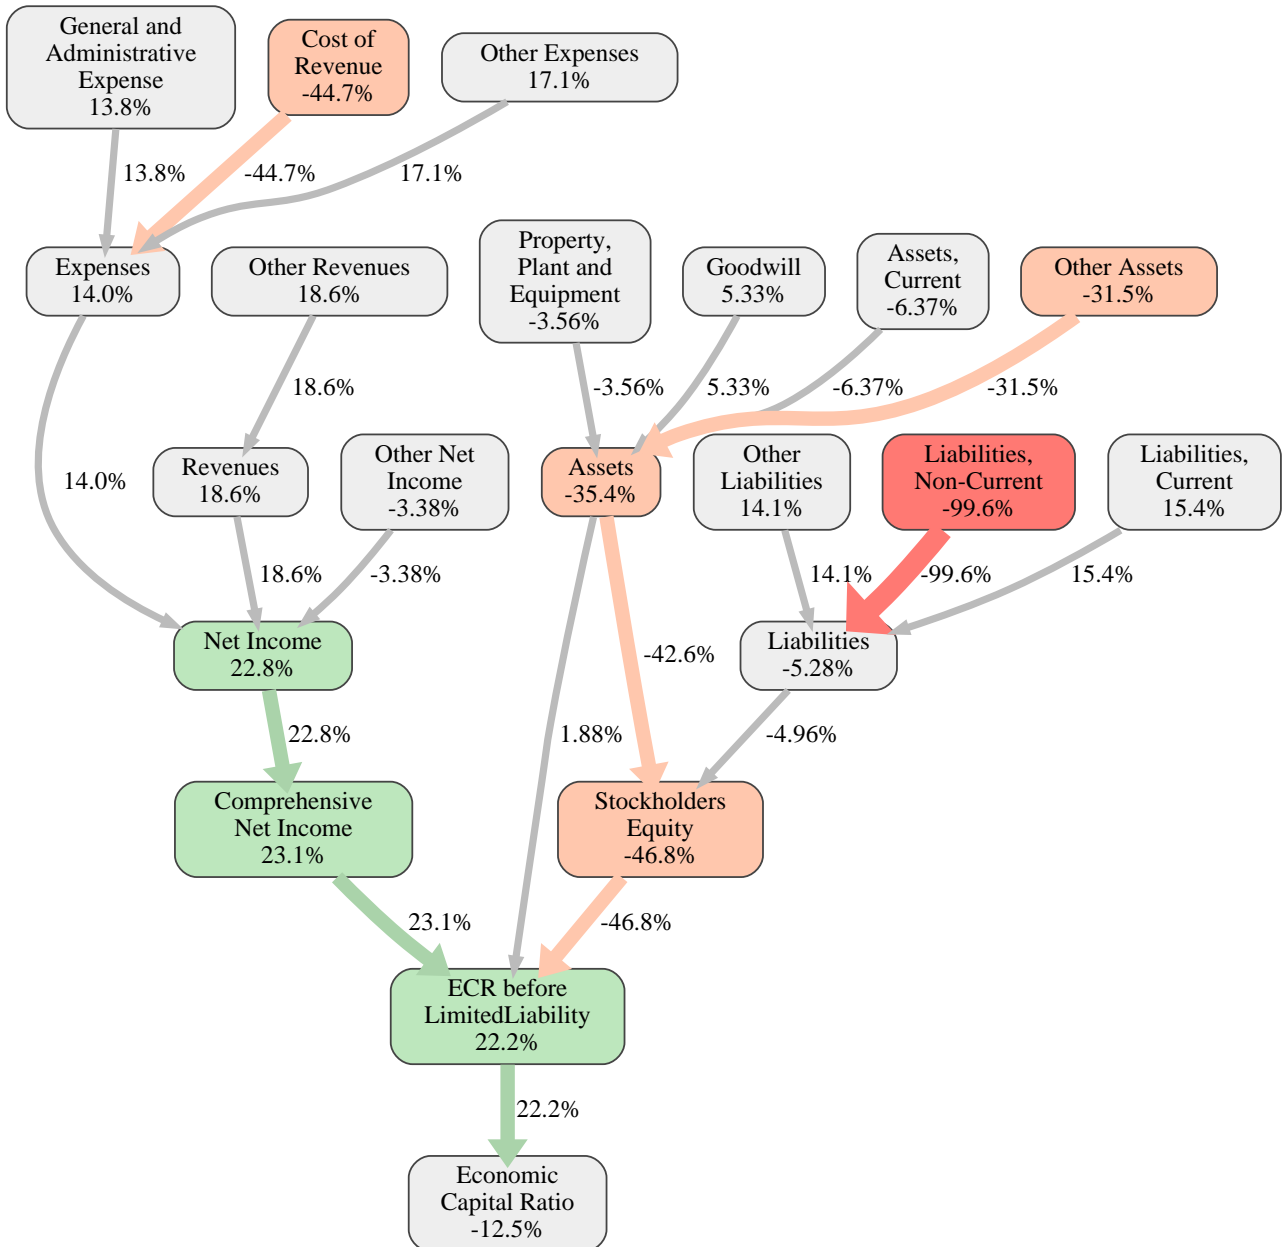 General and
Administrative
Expense
13.8%
Cost of
Revenue
-44.7%
Other Expenses
17.1%
13.8%
-44.7%
17.1%
Expenses
14.0%
Other Revenues
18.6%
Property,
Plant and
Equipment
-3.56%
Goodwill
5.33%
Assets,
Current
-6.37%
Other Assets
-31.5%
18.6%
-3.56%
5.33%
-6.37%
-31.5%
14.0%
Revenues
18.6%
Other Net
Income
-3.38%
Assets
-35.4%
Other
Liabilities
14.1%
Liabilities,
Non-Current
-99.6%
Liabilities,
Current
15.4%
18.6%
-3.38%
14.1%
-99.6%
15.4%
Net Income
22.8%
-42.6%
Liabilities
-5.28%
22.8%
1.88%
-4.96%
Comprehensive
Net Income
23.1%
Stockholders
Equity
-46.8%
23.1%
-46.8%
ECR before
LimitedLiability
22.2%
22.2%
Economic
Capital Ratio
-12.5%